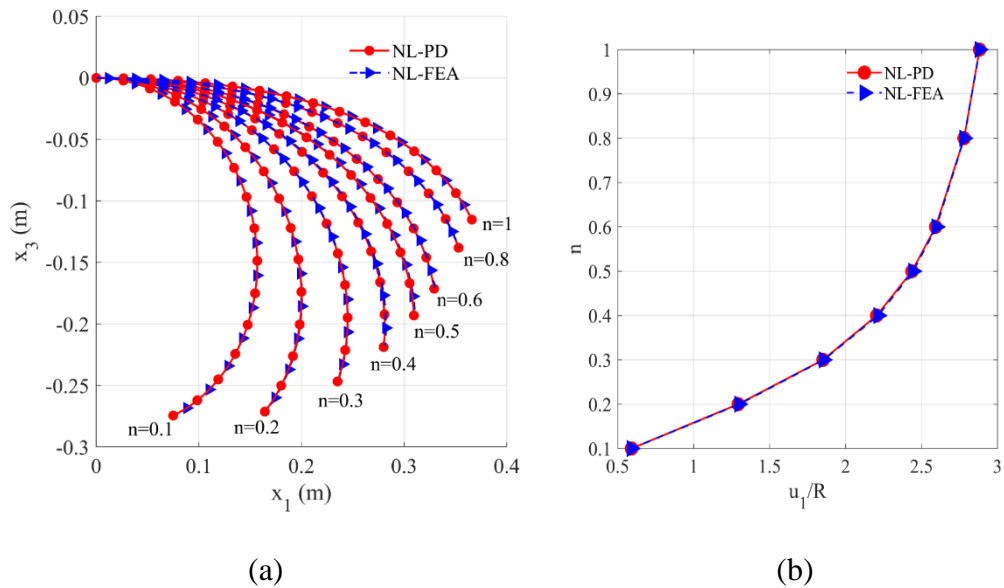 0.05
0
-0.05
-0.1
-0.15
-0.2
-0.25
-0.3
x3 (m)
0
0.1
0.2
0.3
0.4
x1 (m)
NL-PD
NL-FEA
n=1
n=0.8
n=0.6
n=0.5
n=0.4
n=0.3
n=0.2
n=0.1
(a)
1
0.9
0.8
0.7
0.6
0.5
0.4
0.3
0.2
0.1
n
0.5
1
1.5
2
2.5
3
u1/R
NL-PD
NL-FEA
(b)